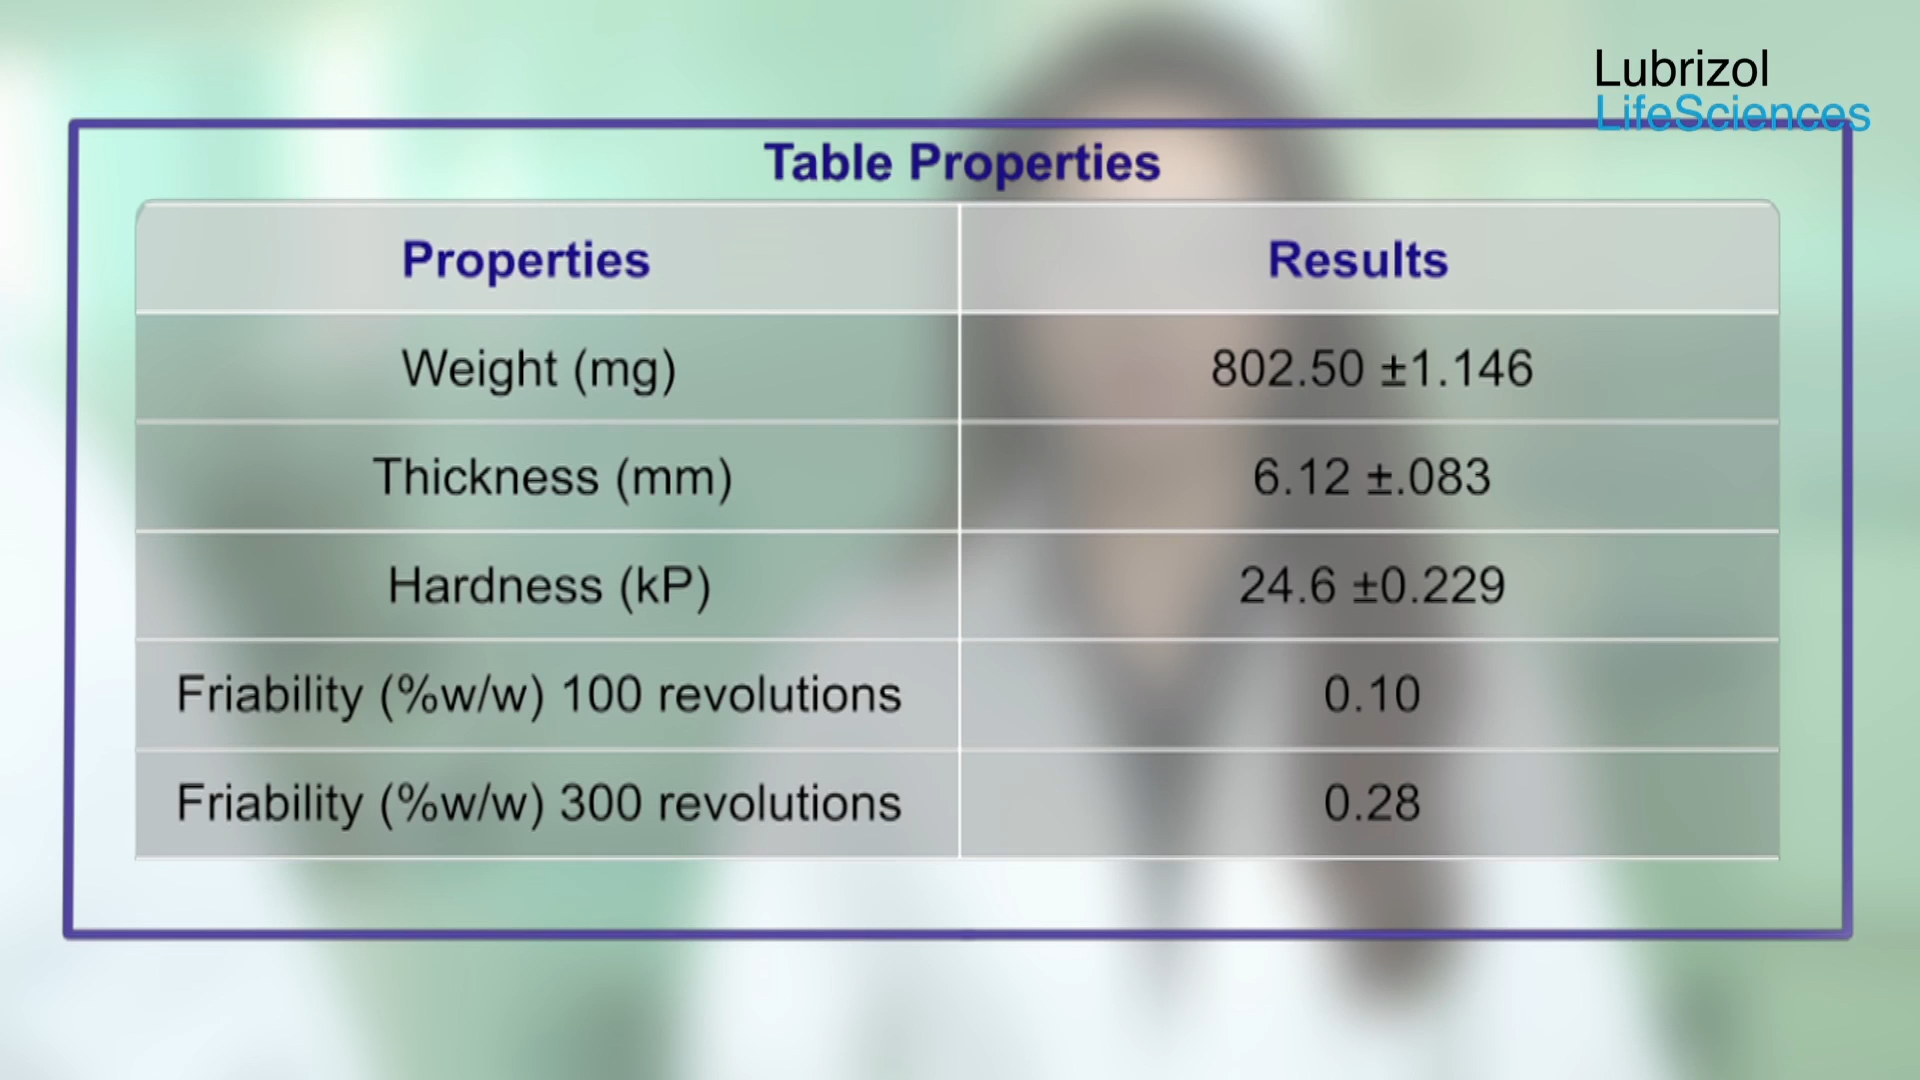 Lubrizol
LifeSciences
Table Properties
Properties Results
Weight (mg) 802.50 ±1.146
Thickness (mm) 6.12 ±.083
Hardness (kP) 24.6 ±0.229
Friability (%w/w) 100 revolutions 0.10
Friability (%w/w) 300 revolutions 0.28